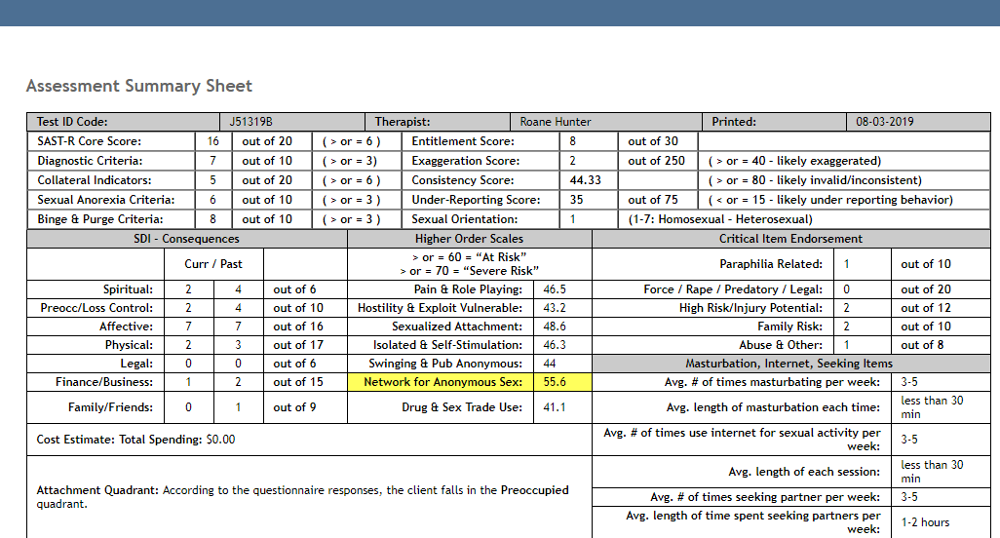 Assessment Summary Sheet
Test ID Code: J51319B Therapist: Roane Hunter Printed: 08-03-2019
SAST-R Core Score: 16 out of 20 ( > or = 6 ) Entitlement Score: 8 out of 30
Diagnostic Criteria: 7 out of 10 ( > or = 3) Exaggeration Score: 2 out of 250 ( > or = 40 - likely exaggerated)
Collateral Indicators: 5 out of 20 ( > or = 6 ) Consistency Score: 44.33 ( > or = 80 - likely invalid/inconsistent)
Sexual Anorexia Criteria: 6 out of 10 ( > or = 3 ) Under-Reporting Score: 35 out of 75 ( < or = 15 - likely under reporting behavior)
Binge & Purge Criteria: 8 out of 10 ( > or = 3 ) Sexual Orientation: 1 (1-7: Homosexual - Heterosexual)
SDI - Consequences Higher Order Scales Critical Item Endorsement
Curr / Past > or = 60 = “At Risk” Paraphilia Related: 1 out of 10
> or = 70 = “Severe Risk”
Spiritual: 2 4 out of 6 Pain & Role Playing: 46.5 Force / Rape / Predatory / Legal: 0 out of 20
Preocc/Loss Control: 2 4 out of 10 Hostility & Exploit Vulnerable: 43.2 High Risk/Injury Potential: 2 out of 12
Affective: 7 7 out of 16 Sexualized Attachment: 48.6 Family Risk: 2 out of 10
Physical: 2 3 out of 17 Isolated & Self-Stimulation: 46.3 Abuse & Other: 1 out of 8
Legal: 0 0 out of 6 Swinging & Pub Anonymous: 44 Masturbation, Internet, Seeking Items
Finance/Business: 1 2 out of 15 Network for Anonymous Sex: 55.6 Avg. # of times masturbating per week: 3-5
Family/Friends: 0 1 out of 9 Drug & Sex Trade Use: 41.1 Avg. length of masturbation each time: less than 30
min
Cost Estimate: Total Spending: $0.00 Avg. # of times use internet for sexual activity per
week: 3-5
Avg. length of each session: less than 30
min
Attachment Quadrant: According to the questionnaire responses, the client falls in the Preoccupied
quadrant.
Avg. # of times seeking partner per week: 3-5
Avg. length of time spent seeking partners per
week: 1-2 hours